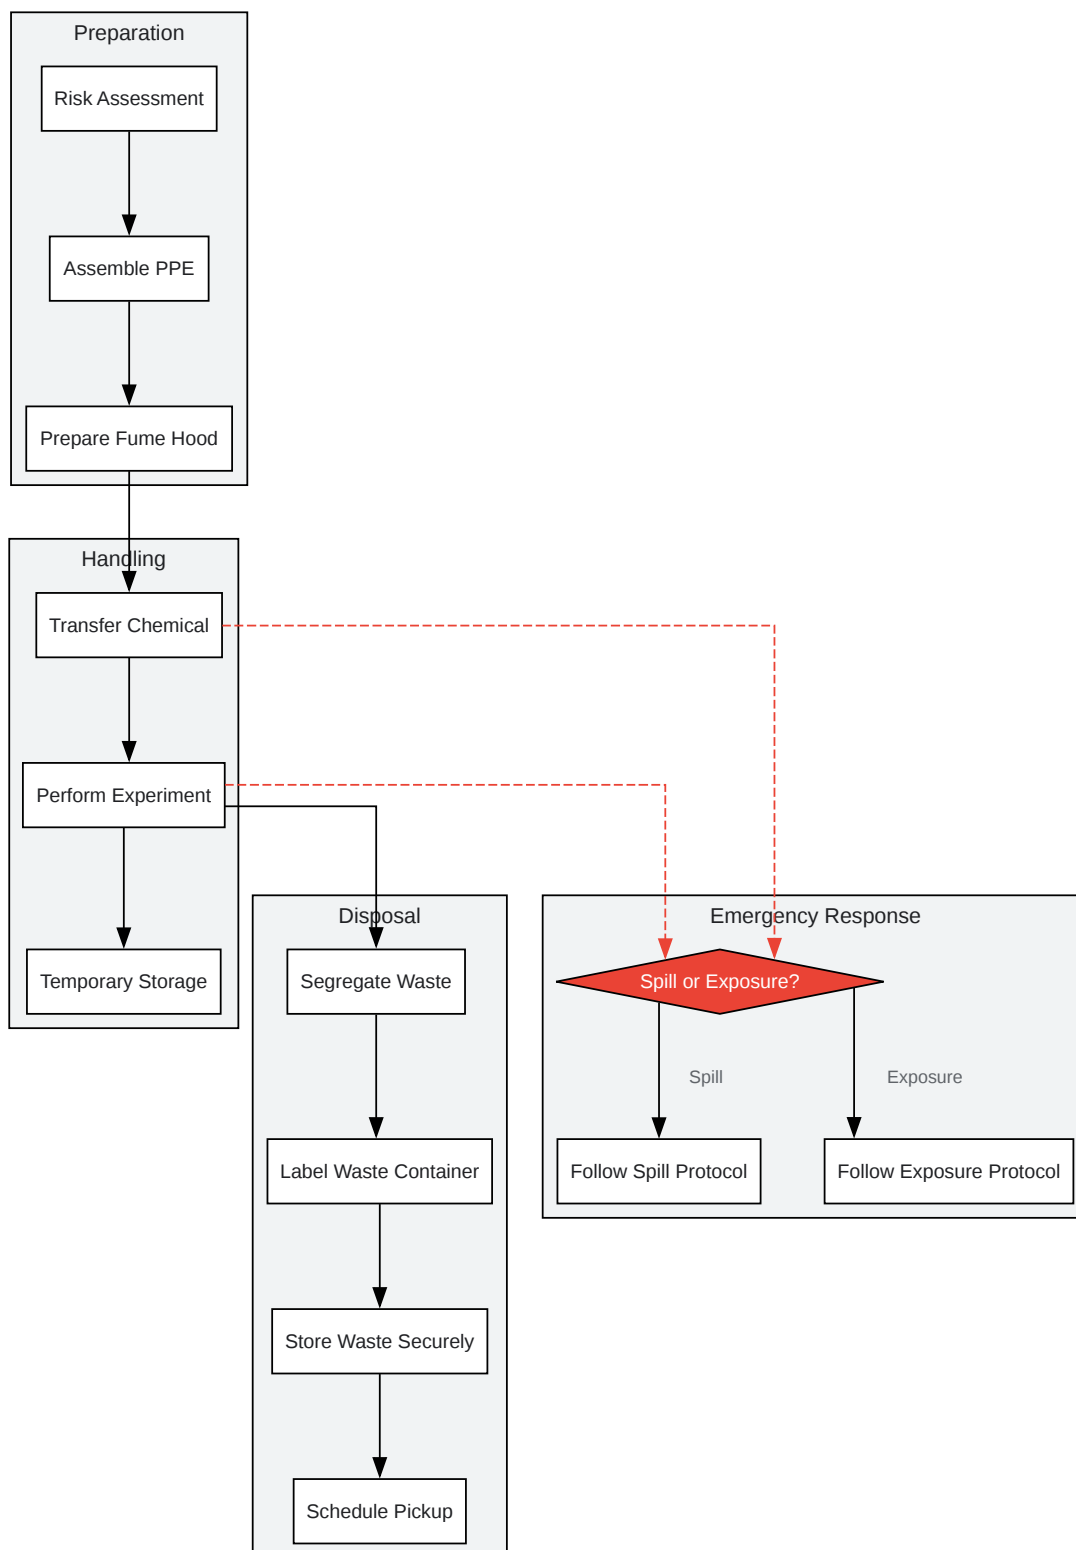 Preparation
Risk Assessment
Assemble PPE
Prepare Fume Hood
Handling
Transfer Chemical
Perform Experiment
Temporary Storage
Disposal
Segregate Waste
Label Waste Container
Store Waste Securely
Schedule Pickup
Emergency Response
Spill or Exposure?
Spill
Exposure
Follow Spill Protocol
Follow Exposure Protocol